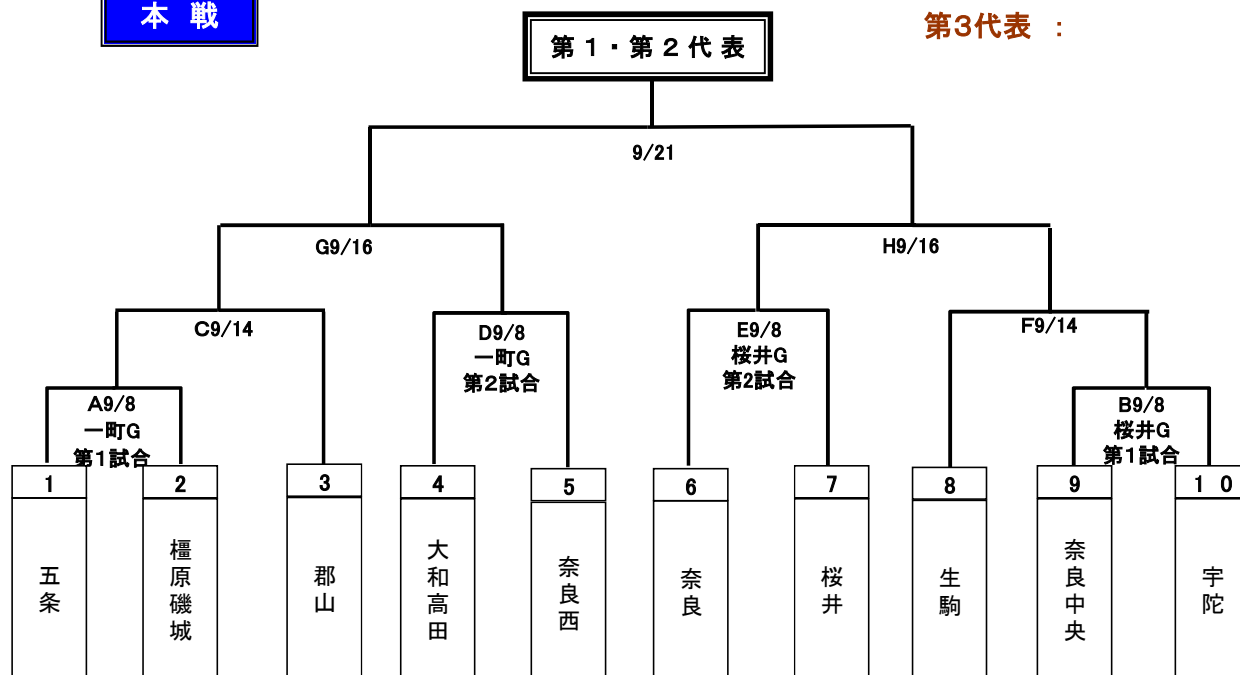 本 戦
第 1 ・ 第 2 代 表
第3代表 ：
9/21
G9/16
H9/16
C9/14
D9/8
一町G
第2試合
E9/8
桜井G
第2試合
F9/14
A9/8
一町G
第1試合
B9/8
桜井G
第1試合
1
2
3
4
5
6
7
8
9
1 0
五条
橿原磯城
郡山
大和高田
奈良西
奈良
桜井
生駒
奈良中央
宇陀